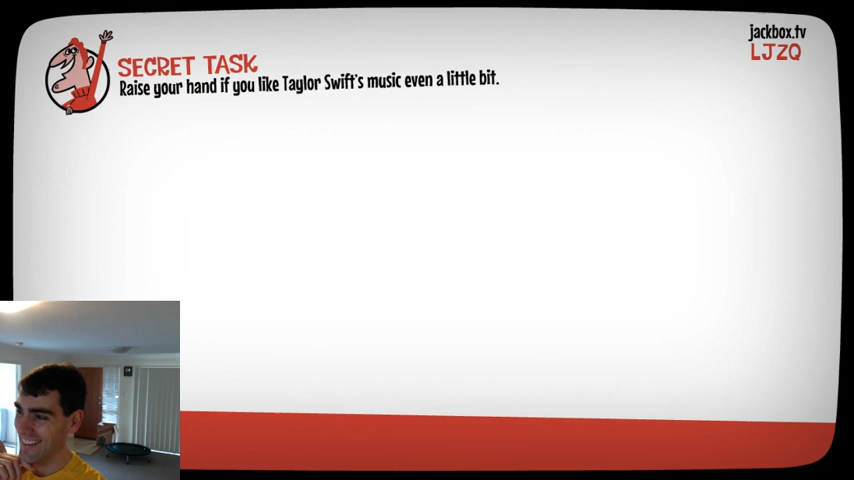 jackbox.tv
LJZQ
SECRET TASK
Raise your hand if you like Taylor Swift's music even a little bit.